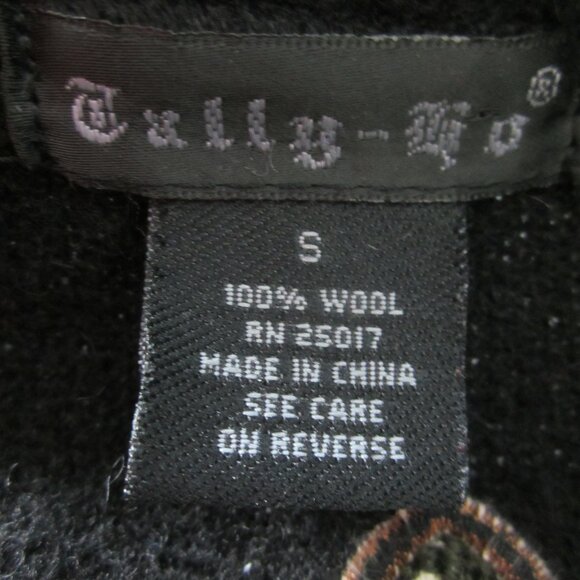 Tally-Ho®
S
100% WOOL
RN 25017
MADE IN CHINA
SEE CARE
ON REVERSE